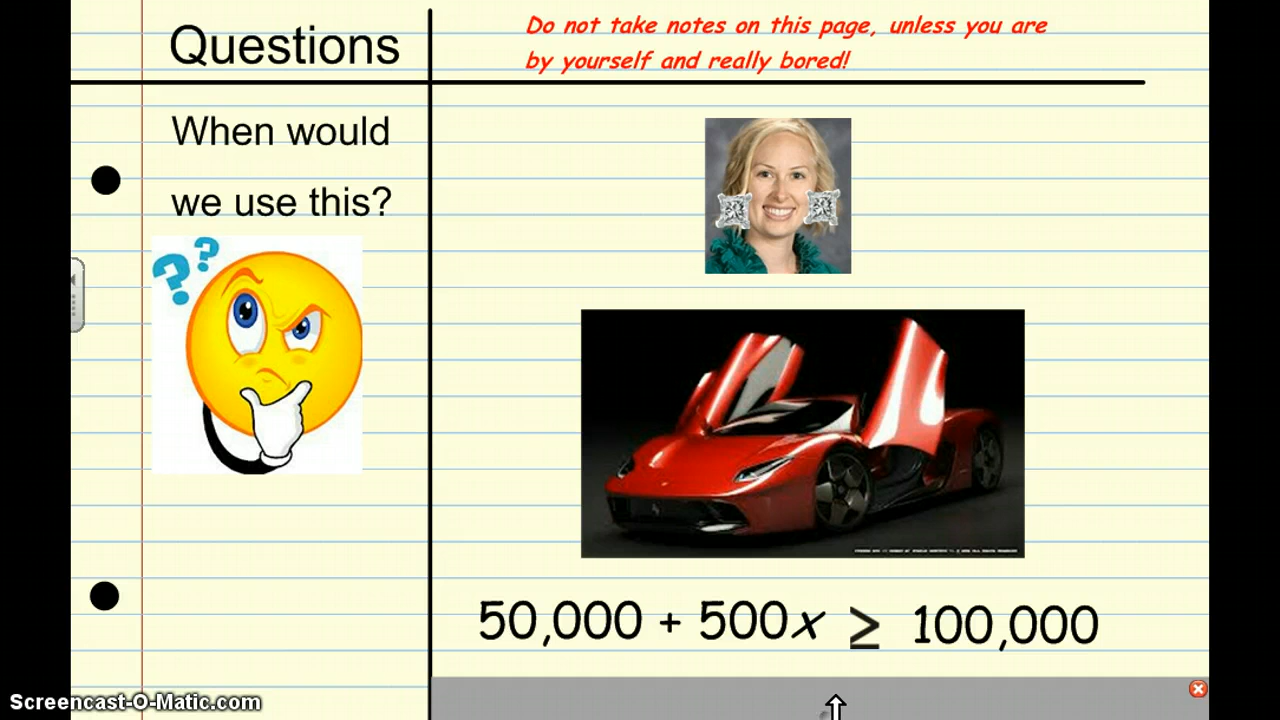 Questions
Do not take notes on this page, unless you are
by yourself and really bored!
When would
we use this?
??
50,000 + 500x ≥ 100,000
Screencast-O-Matic.com